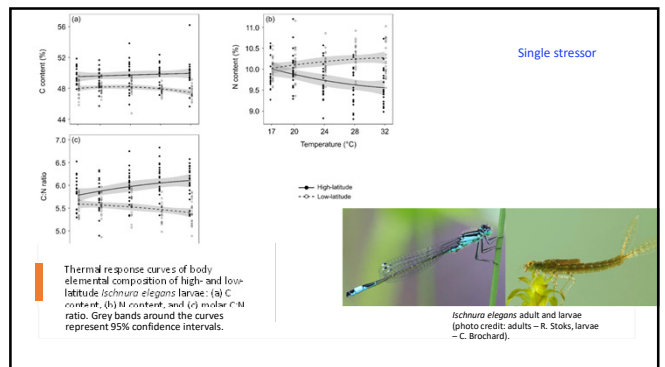 (a)
56
52
48
44
C content (%)
(b)
11.0
10.5
10.0
9.5
9.0
N content (%)
17 20 24 28 32
Temperature (°C)
Single stressor
(c)
7.0
6.5
6.0
5.5
5.0
C:N ratio
High-latitude
Low-latitude
Thermal response curves of body
elemental composition of high- and low-
latitude Ischnura elegans larvae: (a) C
content, (b) N content, and (c) molar C:N
ratio. Grey bands around the curves
represent 95% confidence intervals.
Ischnura elegans adult and larvae
(photo credit: adults – R. Stoks, larvae
– C. Brochard).